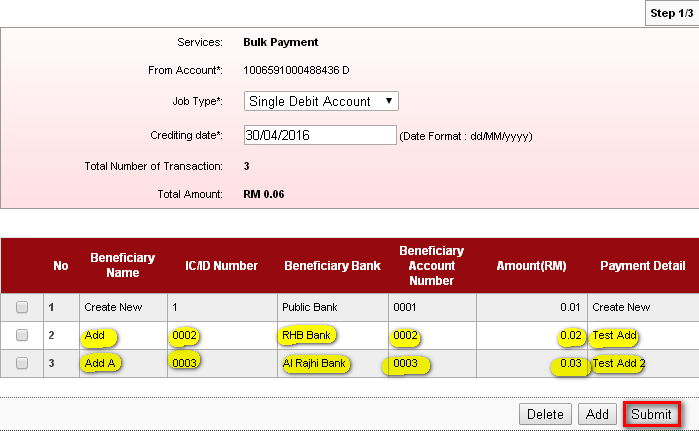 Step 1/3
Services: Bulk Payment
From Account*: 1006591000488436 D
Job Type*: Single Debit Account
Crediting date*: 30/04/2016 (Date Format : dd/MM/yyyy)
Total Number of Transaction: 3
Total Amount: RM 0.06
No Beneficiary Name IC/ID Number Beneficiary Bank Beneficiary Account Number Amount(RM) Payment Detail
1 Create New 1 Public Bank 0001 0.01 Create New
2 Add 0002 RHB Bank 0002 0.02 Test Add
3 Add A 0003 Al Rajhi Bank 0003 0.03 Test Add 2
Delete Add Submit